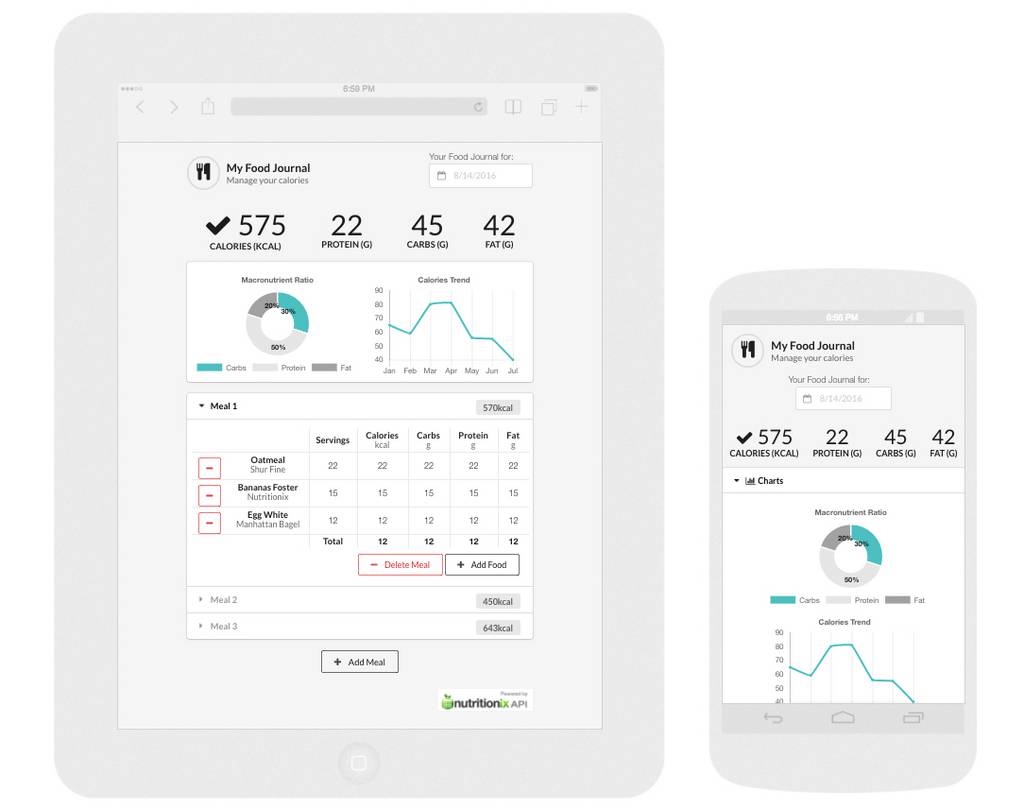 6:59 PM
My Food Journal
Manage your calories
Your Food Journal for:
8/14/2016
575 22 45 42
CALORIES (KCAL) PROTEIN (G) CARBS (G) FAT (G)
Macronutrient Ratio
20% 30%
50%
Carbs Protein Fat
Calories Trend
90
80
70
60
50
40
Jan Feb Mar Apr May Jun Jul
Meal 1 570kcal
Servings Calories Carbs Protein Fat
kcal g g g
Oatmeal
Shur Fine 22 22 22 22 22
Bananas Foster
Nutritionix 15 15 15 15 15
Egg White
Manhattan Bagel 12 12 12 12 12
Total 12 12 12 12
Delete Meal Add Food
Meal 2 450kcal
Meal 3 643kcal
Add Meal
Powered by
nutritionix API
My Food Journal
Manage your calories
Your Food Journal for:
8/14/2016
575 22 45 42
CALORIES (KCAL) PROTEIN (G) CARBS (G) FAT (G)
Charts
Macronutrient Ratio
20% 30%
50%
Carbs Protein Fat
Calories Trend
90
80
70
60
50
40